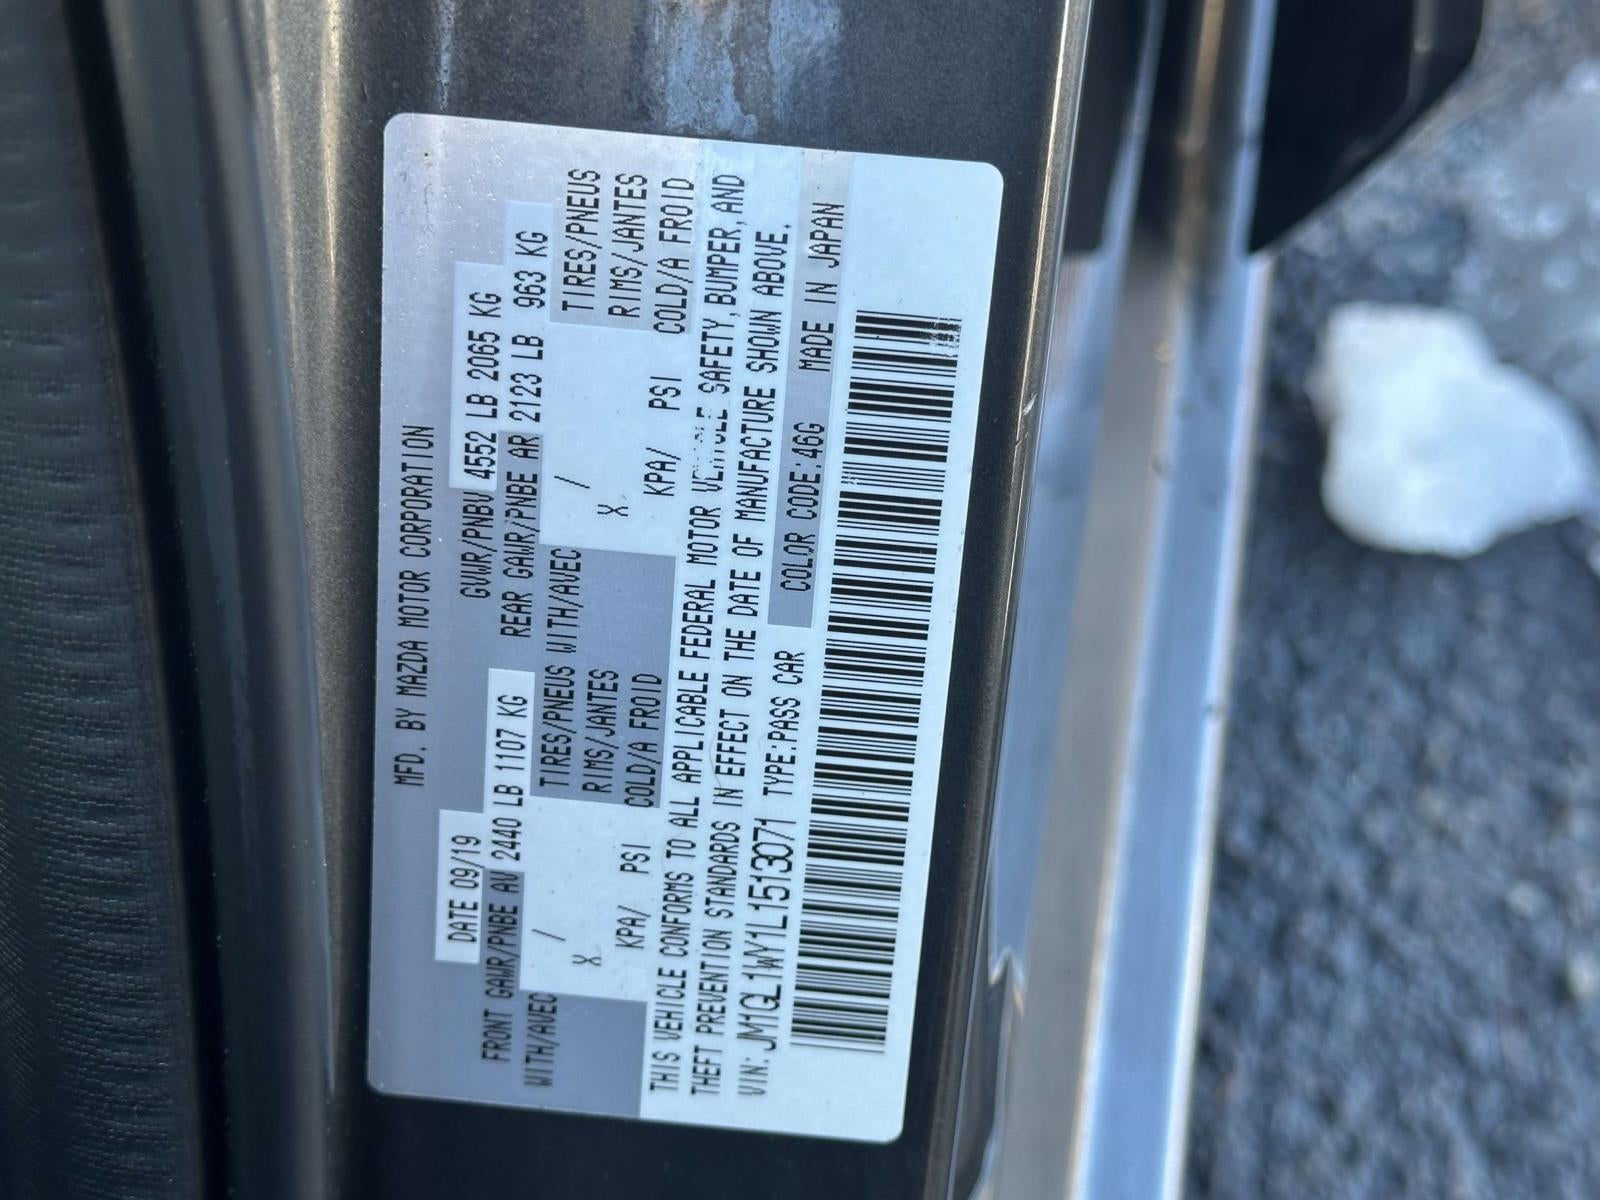 MFD. BY MAZDA MOTOR CORPORATION
DATE 09/19 GVWR/PNBV 4552 LB 2065 KG
FRONT GAWR/PNBE AV 2440 LB 1107 KG REAR GAWR/PNBE AR 2123 LB 963 KG
WITH/AVEC / TIRES/PNEUS WITH/AVEC / TIRES/PNEUS
X RIMS/JANTES X RIMS/JANTES
KPA/ PSI COLD/A FROID KPA/ PSI COLD/A FROID
THIS VEHICLE CONFORMS TO ALL APPLICABLE FEDERAL MOTOR VEHICLE SAFETY,BUMPER,AND
THEFT PREVENTION STANDARDS IN EFFECT ON THE DATE OF MANUFACTURE SHOWN ABOVE.
VIN: JM1GL1WY1L1513071 TYPE:PASS CAR COLOR CODE:46G MADE IN JAPAN